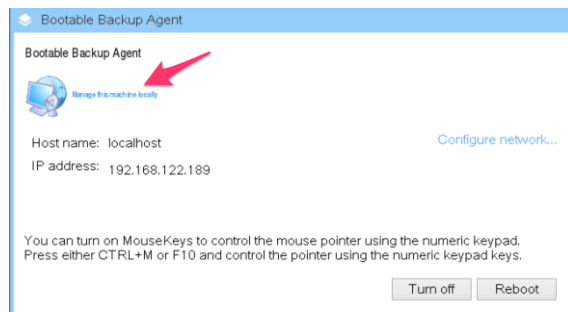 Bootable Backup Agent
Bootable Backup Agent
Manage this machine locally
Host name: localhost
Configure network...
IP address: 192.168.122.189
You can turn on MouseKeys to control the mouse pointer using the numeric keypad.
Press either CTRL+M or F10 and control the pointer using the numeric keypad keys.
Turn off
Reboot